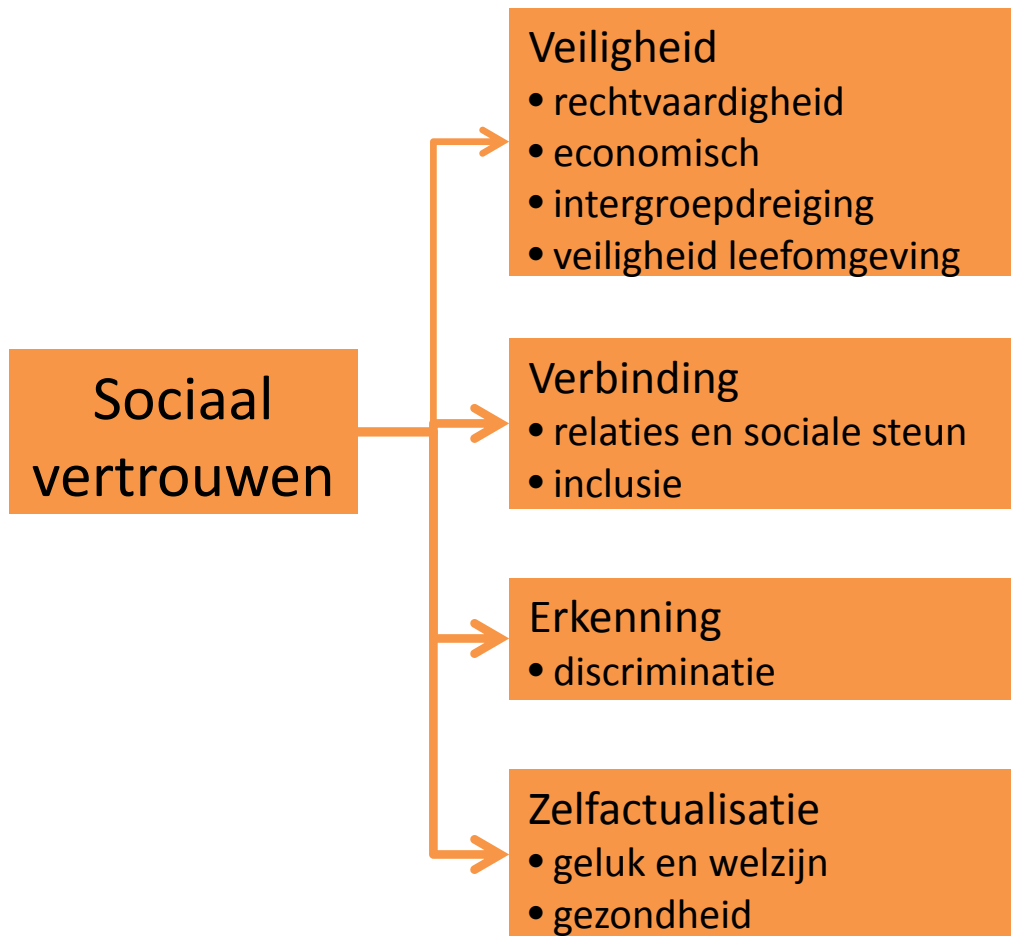 Sociaal
vertrouwen
Veiligheid
• rechtvaardigheid
• economisch
• intergroepdreiging
• veiligheid leefomgeving
Verbinding
• relaties en sociale steun
• inclusie
Erkenning
• discriminatie
Zelfactualisatie
• geluk en welzijn
• gezondheid